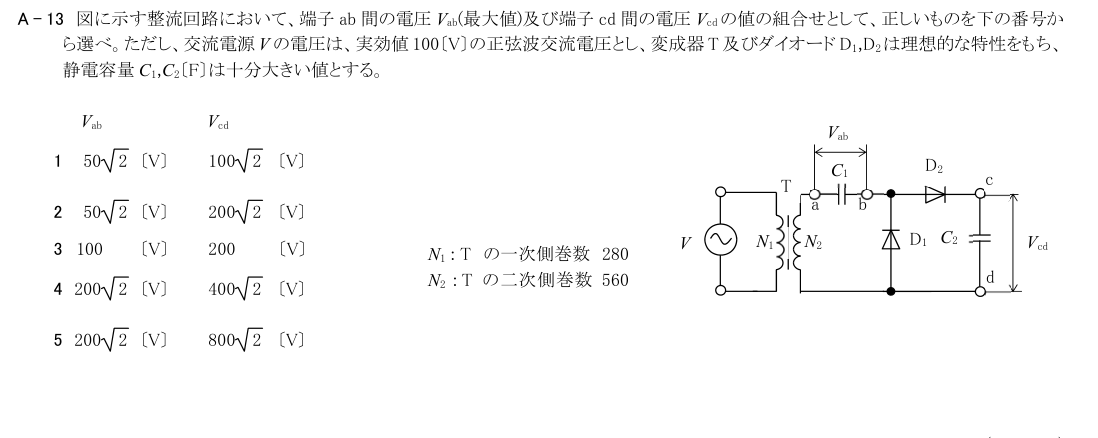 A－13 図に示す整流回路において、端子 ab 間の電圧 Vab(最大値)及び端子 cd 間の電圧 Vcdの値の組合せとして、正しいものを下の番号か
ら選べ。ただし、交流電源 V の電圧は、実効値 100〔V〕の正弦波交流電圧とし、変成器 T 及びダイオード D1,D2は理想的な特性をもち、
静電容量 C1,C2〔F〕は十分大きい値とする。
Vab Vcd
1 50√2 〔V〕 100√2 〔V〕
2 50√2 〔V〕 200√2 〔V〕
3 100 〔V〕 200 〔V〕
4 200√2 〔V〕 400√2 〔V〕
5 200√2 〔V〕 800√2 〔V〕
N1 : T の一次側巻数 280
N2 : T の二次側巻数 560
Vab
C1
D2
T
a
b
c
V
N1
N2
D1
C2
Vcd
d